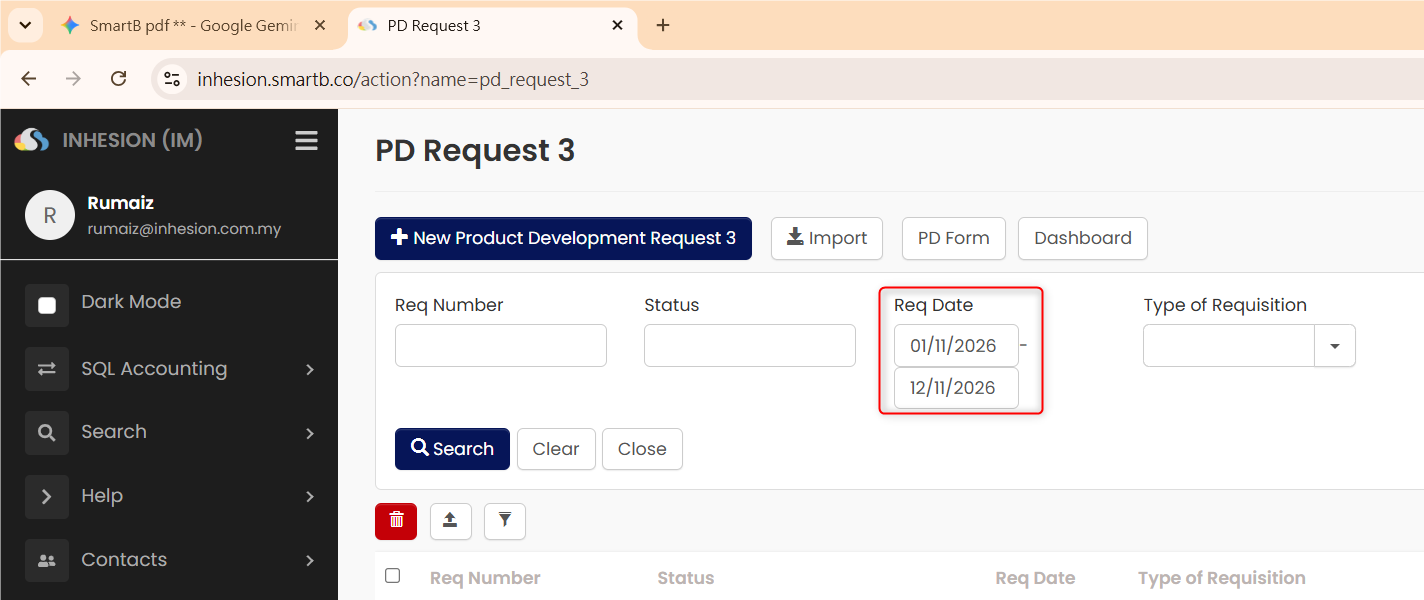 SmartB pdf ** - Google Gemin
PD Request 3
inhesion.smartb.co/action?name=pd_request_3
INHESION (IM)
R
Rumaiz
rumaiz@inhesion.com.my
Dark Mode
SQL Accounting
Search
Help
Contacts
PD Request 3
New Product Development Request 3
Import
PD Form
Dashboard
Req Number
Status
Req Date
Type of Requisition
01/11/2026 -
12/11/2026
Search
Clear
Close
Req Number
Status
Req Date
Type of Requisition